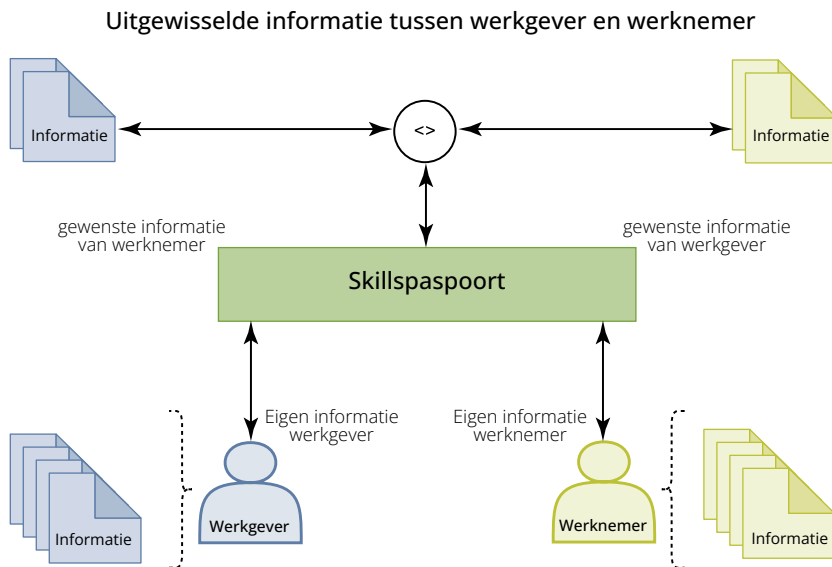 Uitgewisselde informatie tussen werkgever en werknemer
Informatie
<>
Informatie
gewenste informatie
van werknemer
gewenste informatie
van werkgever
Skillspaspoort
Eigen informatie
werkgever
Eigen informatie
werknemer
Informatie
Werkgever
Werknemer
Informatie